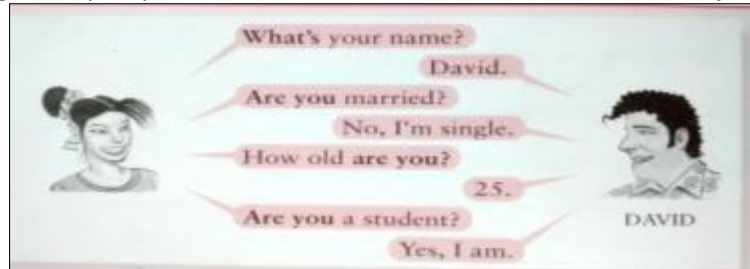 What's your name?
David.
Are you married?
No, I'm single.
How old are you?
25.
Are you a student?
Yes, I am.
DAVID